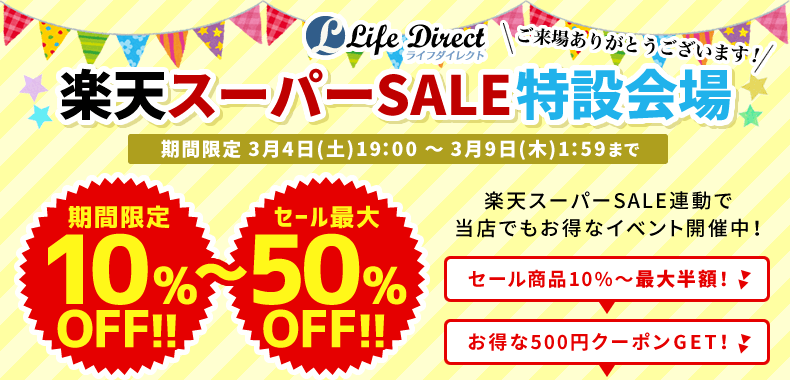 Life Direct
ライフダイレクト
ご来場ありがとうございます!
楽天スーパーSALE特設会場
期間限定 3月4日(土)19:00 〜 3月9日(木)1:59まで
期間限定
10%OFF!!
〜
セール最大
50%OFF!!
楽天スーパーSALE連動で
当店でもお得なイベント開催中!
セール商品10%〜最大半額!
お得な500円クーポンGET!